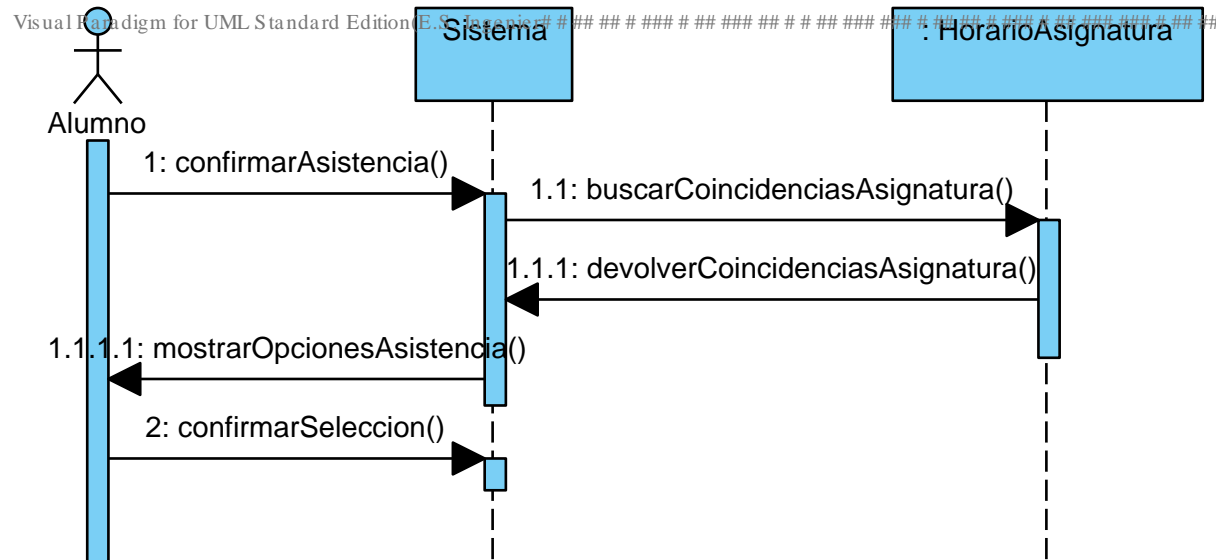 Visual Paradigm for UML Standard Edition(E.S.
Sistema
: HorarioAsignatura
Alumno
1: confirmarAsistencia()
1.1: buscarCoincidenciasAsignatura()
1.1.1: devolverCoincidenciasAsignatura()
1.1.1.1: mostrarOpcionesAsistencia()
2: confirmarSeleccion()